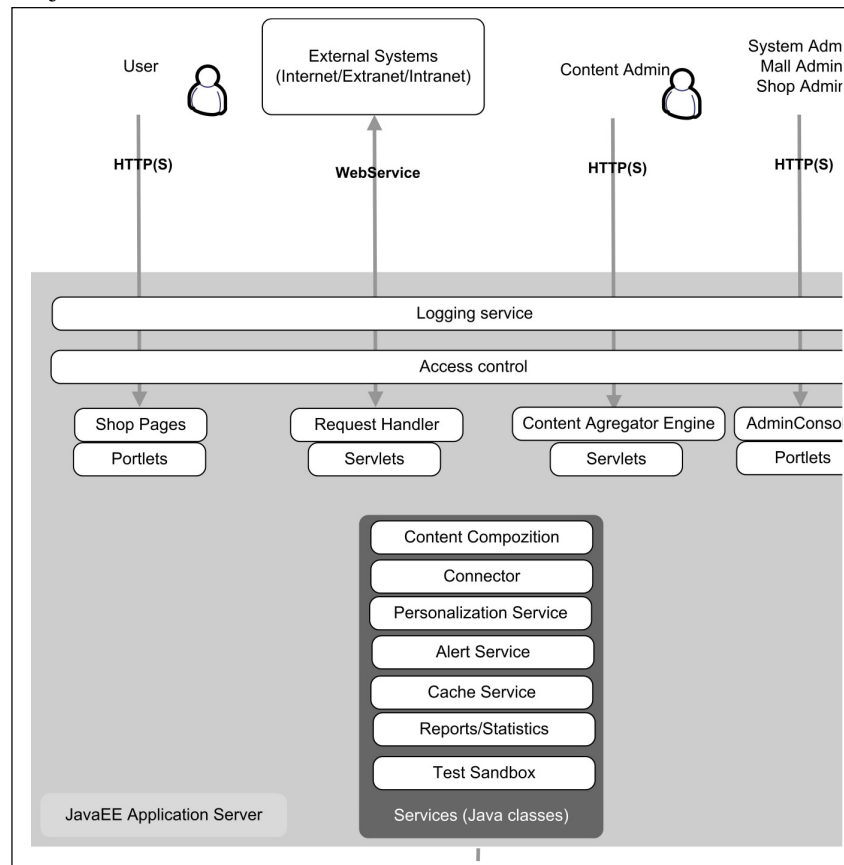 User
External Systems
(Internet/Extranet/Intranet)
Content Admin
System Adm
Mall Admin
Shop Admin
HTTP(S)
WebService
HTTP(S)
HTTP(S)
Logging service
Access control
Shop Pages
Request Handler
Content Agregator Engine
AdminConsol
Portlets
Servlets
Servlets
Portlets
Content Compozition
Connector
Personalization Service
Alert Service
Cache Service
Reports/Statistics
Test Sandbox
JavaEE Application Server
Services (Java classes)